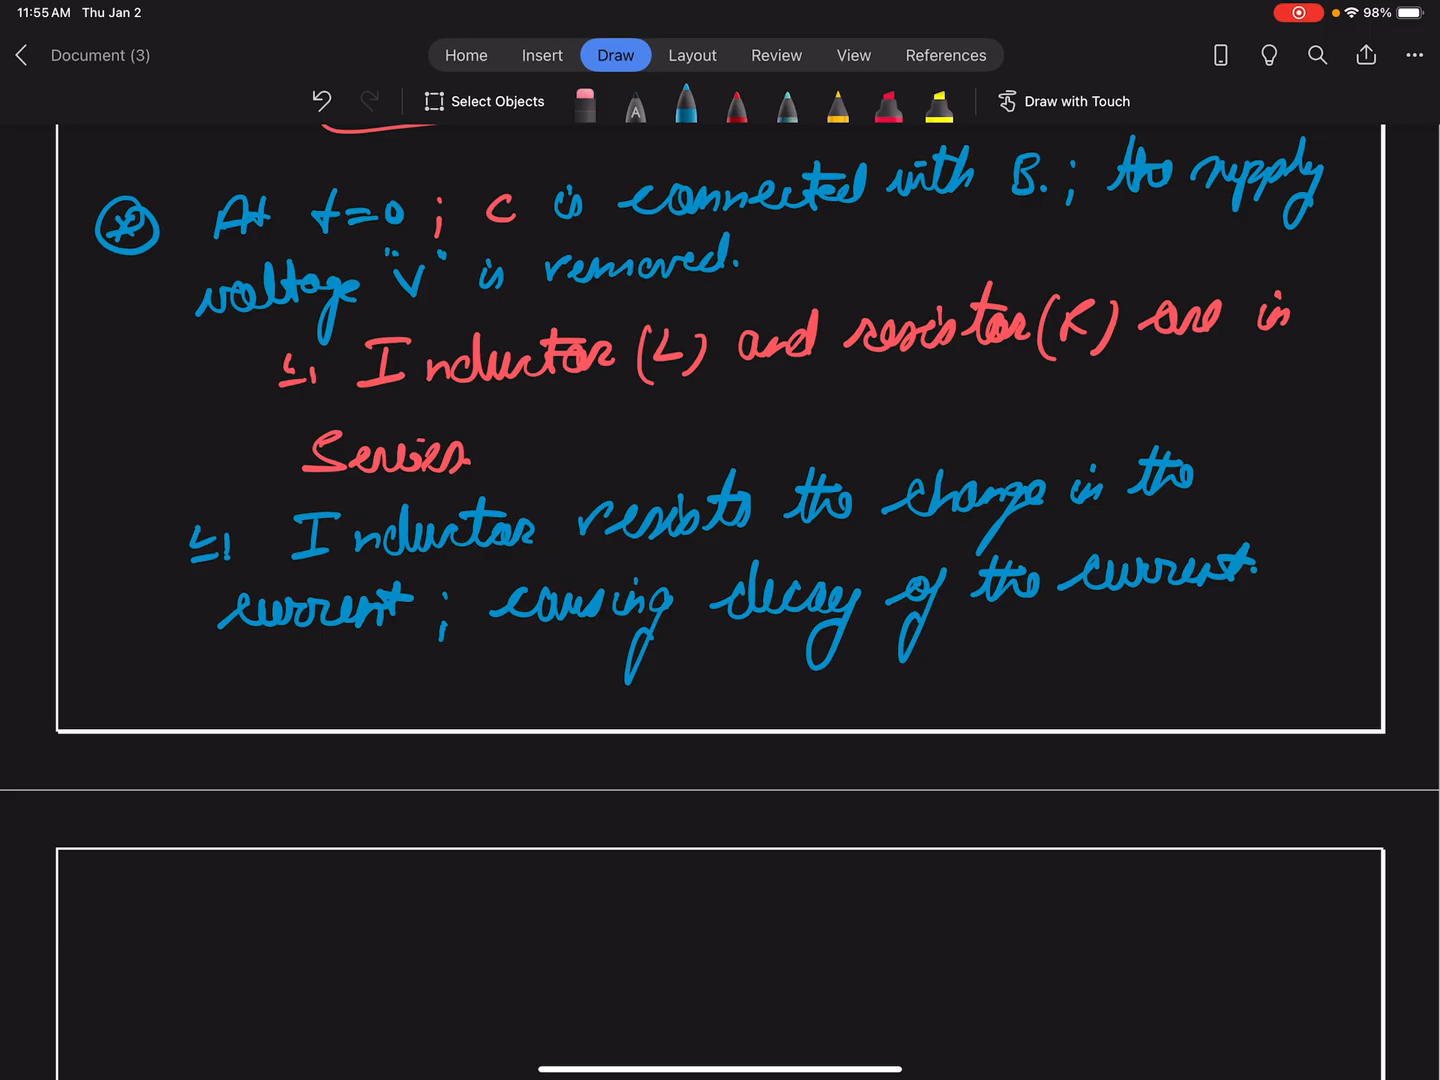 11:55 AM Thu Jan 2 98%
Document (3) Home Insert Draw Layout Review View References
Select Objects A Draw with Touch
At t=0 ; C is connected with B. ; the supply
voltage "V" is removed.
↳ Inductor (L) and resistor (R) are in
Series.
↳ Inductor resists the change in the
current ; causing decay of the current.